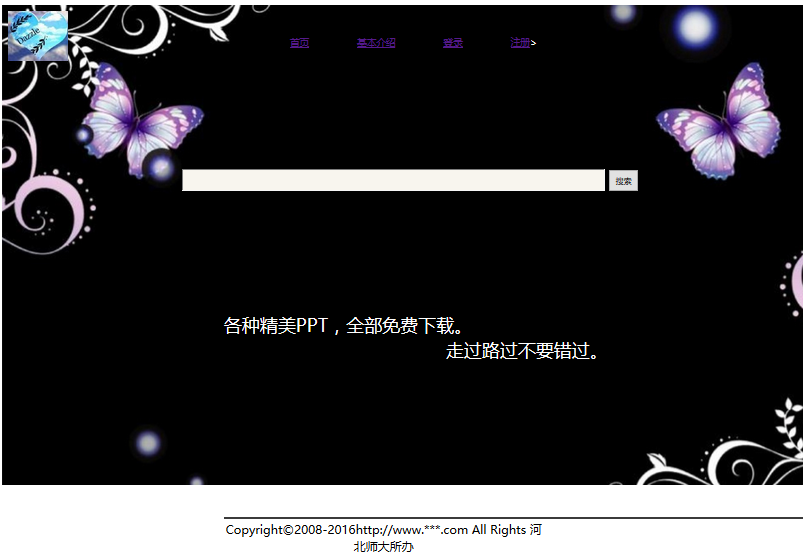 Dazzle
首页 基本介绍 登录 注册>
搜索
各种精美PPT，全部免费下载。
走过路过不要错过。
Copyright©2008-2016http://www.***.com All Rights 河
北师大所办